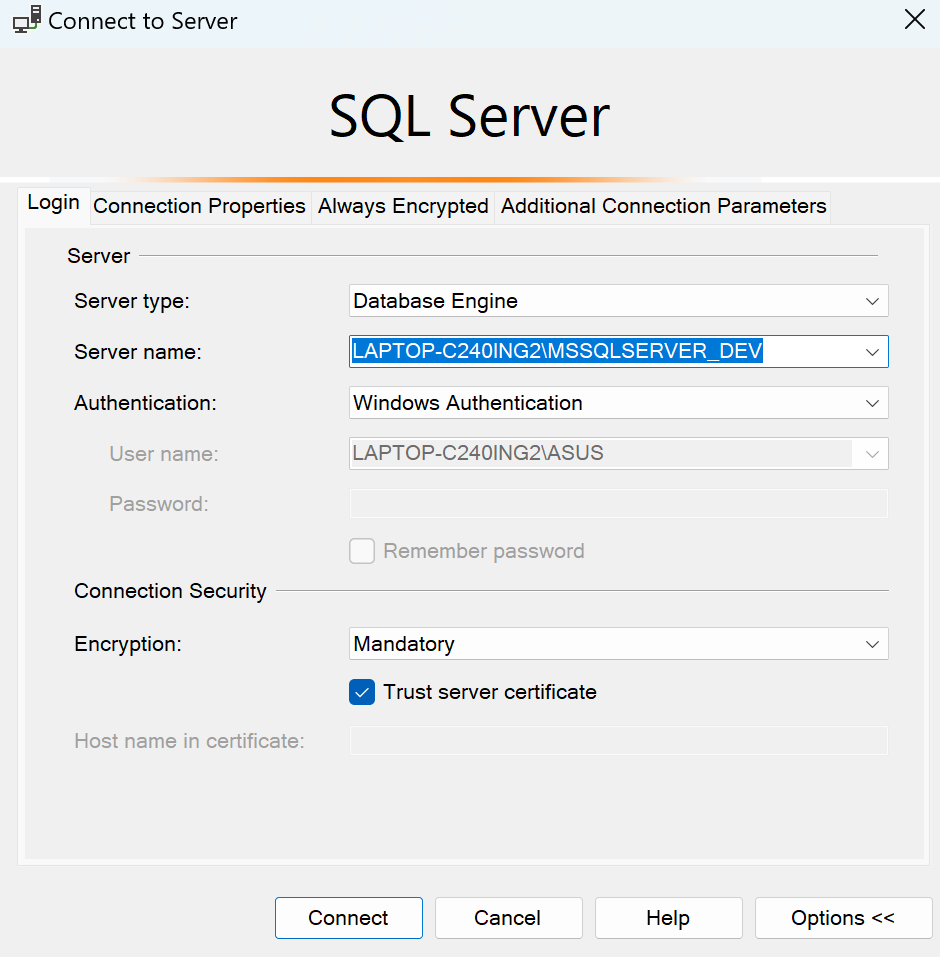 Connect to Server
SQL Server
Login Connection Properties Always Encrypted Additional Connection Parameters
Server
Server type: Database Engine
Server name: LAPTOP-C240ING2\MSSQLSERVER_DEV
Authentication: Windows Authentication
User name: LAPTOP-C240ING2\ASUS
Password:
Remember password
Connection Security
Encryption: Mandatory
Trust server certificate
Host name in certificate:
Connect Cancel Help Options <<